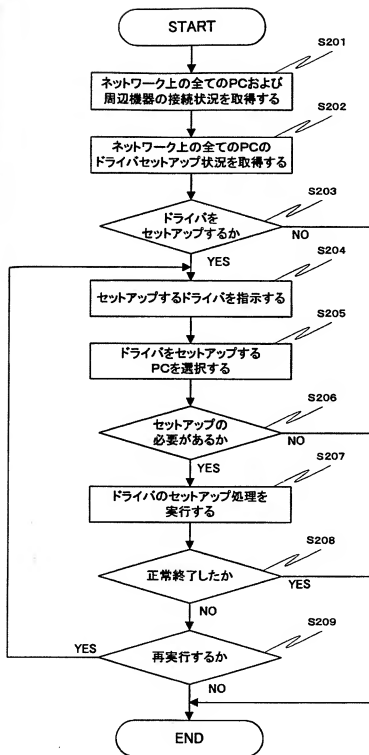 START
S201
ネットワーク上の全てのPCおよび
周辺機器の接続状況を取得する
S202
ネットワーク上の全てのPCの
ドライバセットアップ状況を取得する
S203
ドライバを
セットアップするか
NO
YES
S204
セットアップするドライバを指示する
S205
ドライバをセットアップする
PCを選択する
S206
セットアップの
必要があるか
NO
YES
S207
ドライバのセットアップ処理を
実行する
S208
正常終了したか
YES
NO
S209
YES
再実行するか
NO
END